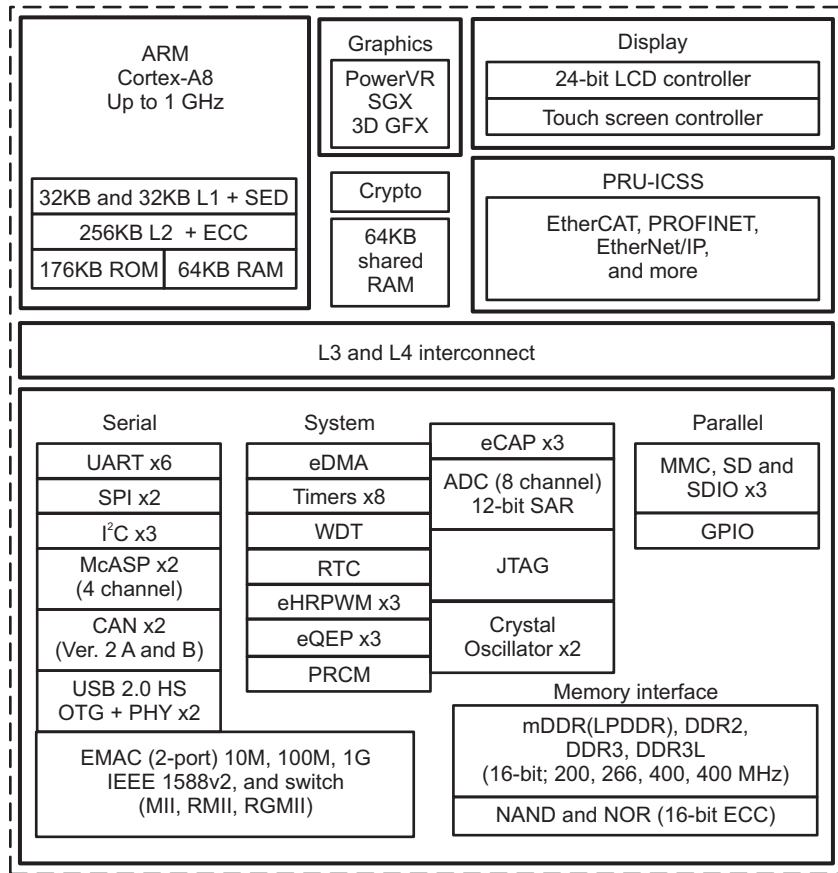 ARM
Cortex-A8
Up to 1 GHz
32KB and 32KB L1 + SED
256KB L2 + ECC
176KB ROM
64KB RAM
Graphics
PowerVR
SGX
3D GFX
Crypto
64KB
shared
RAM
Display
24-bit LCD controller
Touch screen controller
PRU-ICSS
EtherCAT, PROFINET,
EtherNet/IP,
and more
L3 and L4 interconnect
Serial
UART x6
SPI x2
I²C x3
McASP x2
(4 channel)
CAN x2
(Ver. 2 A and B)
USB 2.0 HS
OTG + PHY x2
EMAC (2-port) 10M, 100M, 1G
IEEE 1588v2, and switch
(MII, RMII, RGMII)
System
eDMA
Timers x8
WDT
RTC
eHRPWM x3
eQEP x3
PRCM
eCAP x3
ADC (8 channel)
12-bit SAR
JTAG
Crystal
Oscillator x2
Parallel
MMC, SD and
SDIO x3
GPIO
Memory interface
mDDR(LPDDR), DDR2,
DDR3, DDR3L
(16-bit; 200, 266, 400, 400 MHz)
NAND and NOR (16-bit ECC)